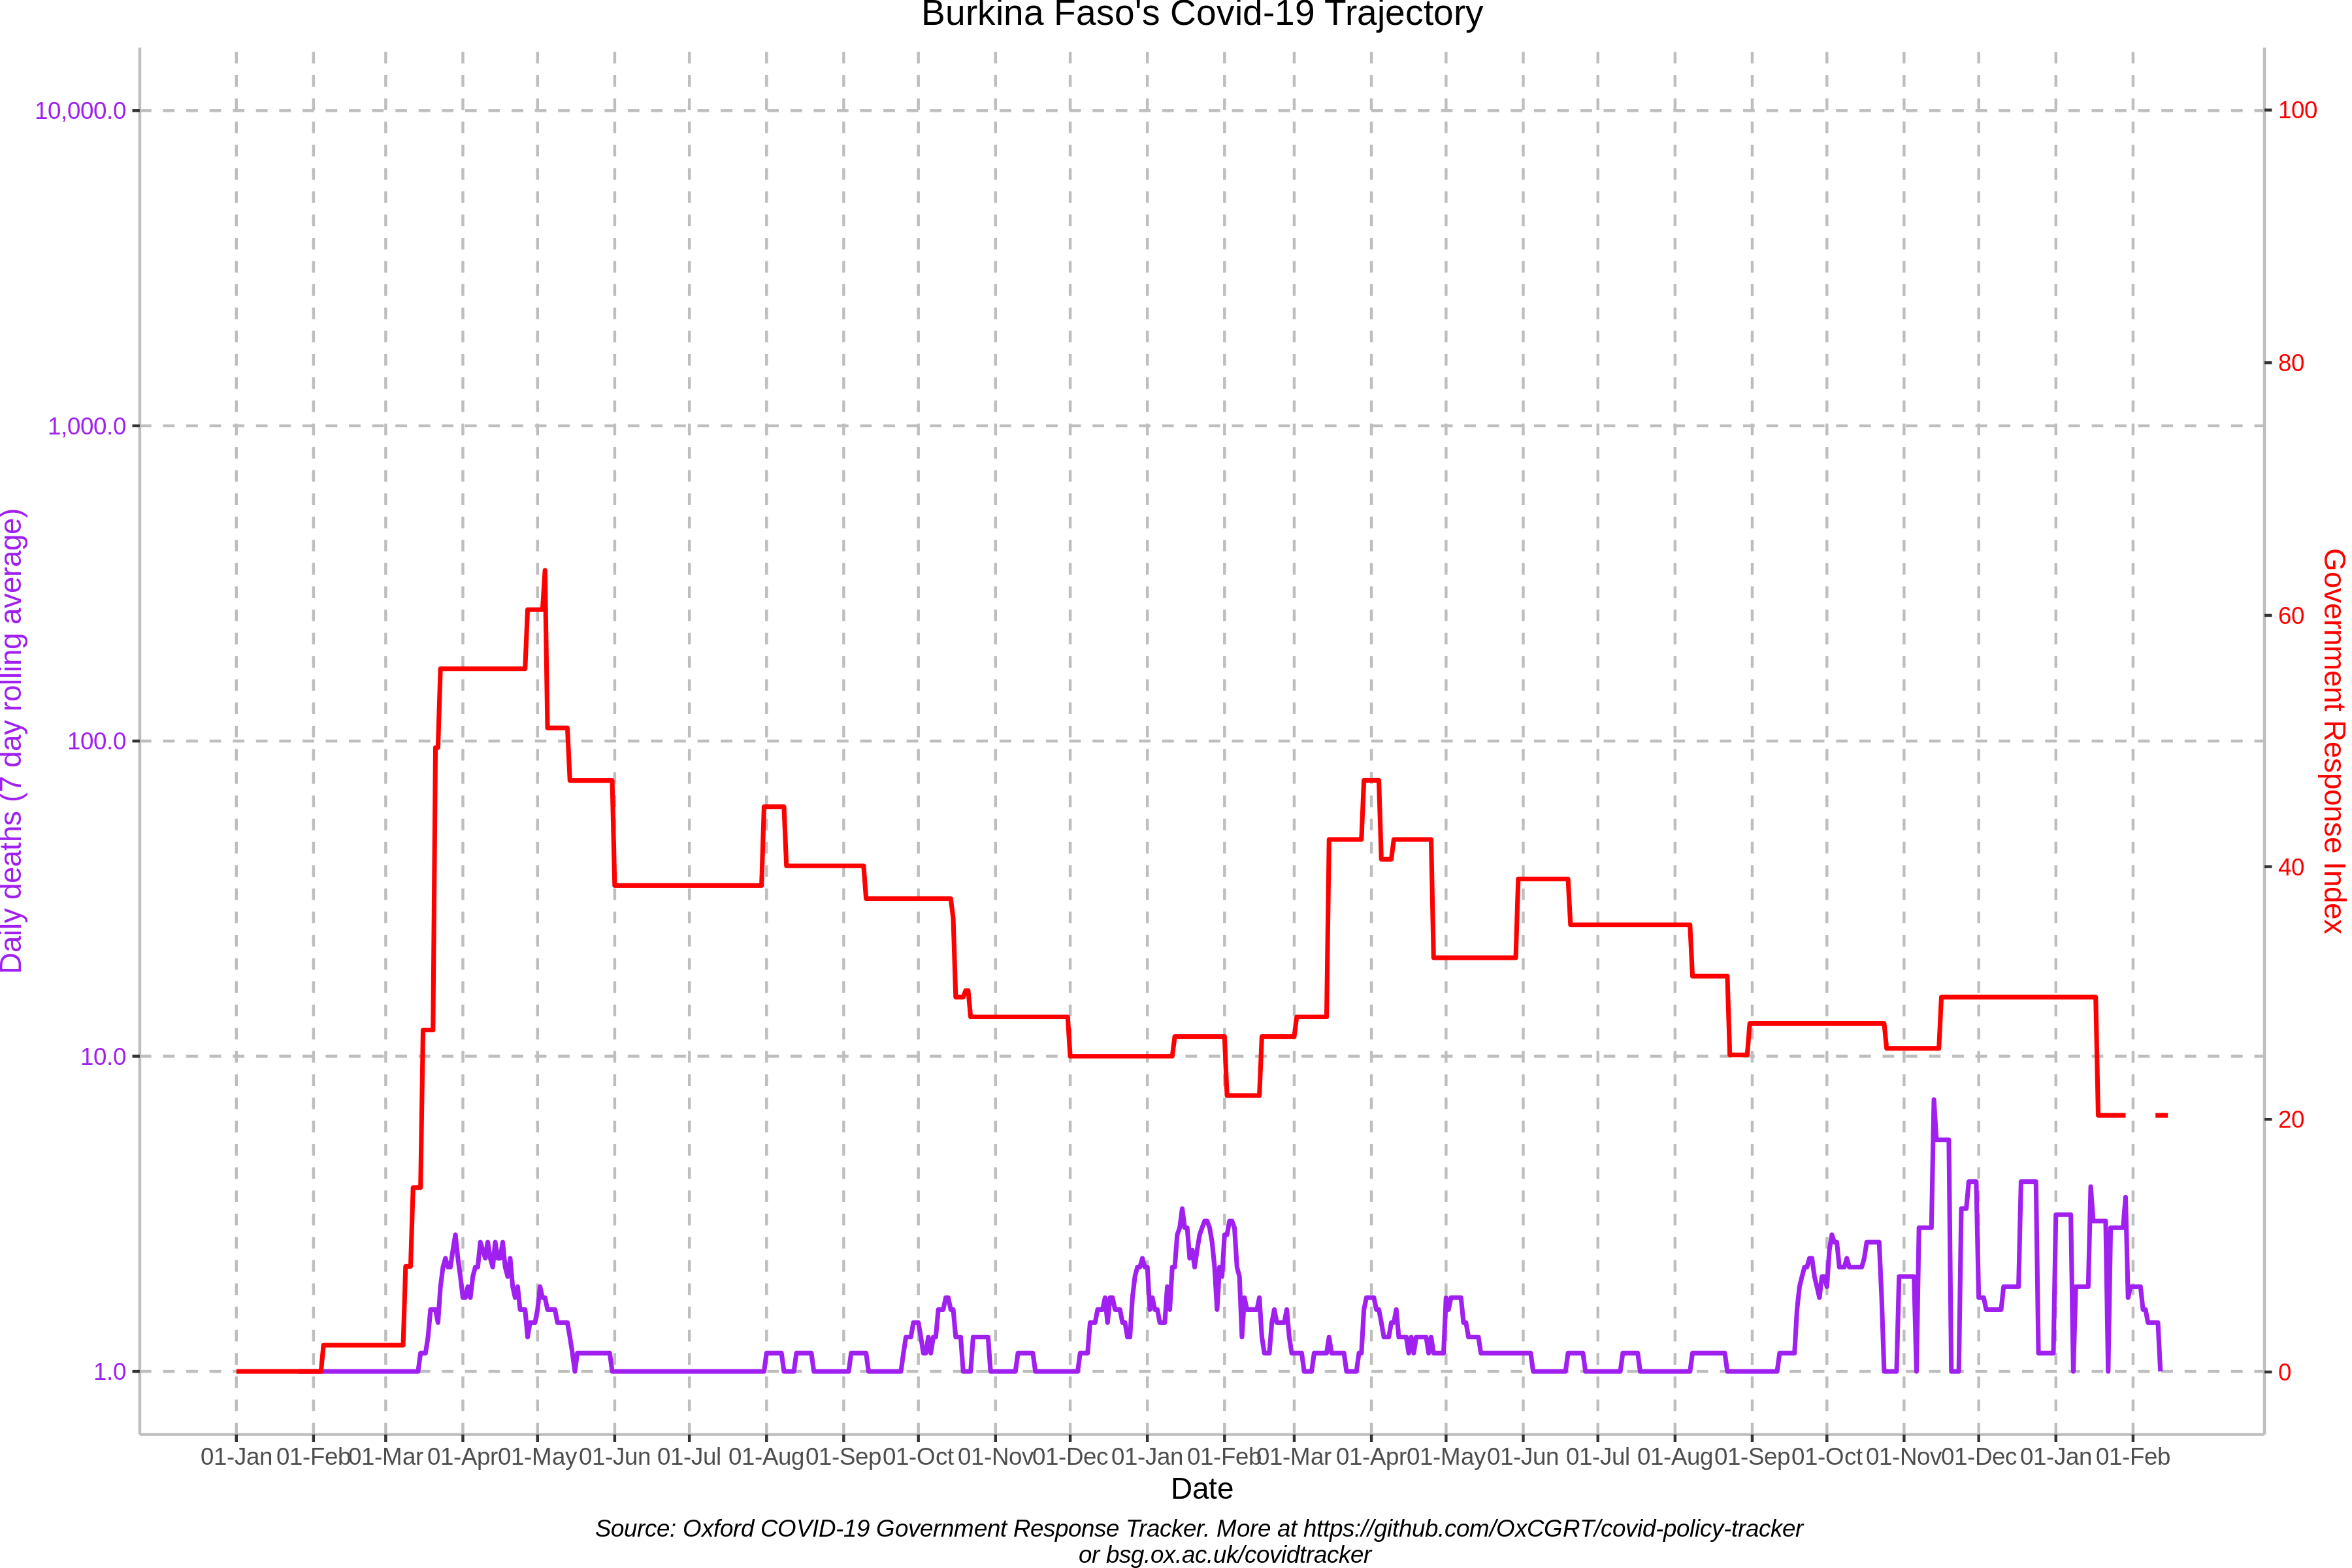 Burkina Faso's Covid-19 Trajectory
10,000.0
1,000.0
100.0
10.0
1.0
Daily deaths (7 day rolling average)
100
80
60
40
20
0
Government Response Index
01-Jan 01-Feb 01-Mar 01-Apr 01-May 01-Jun 01-Jul 01-Aug 01-Sep 01-Oct 01-Nov 01-Dec 01-Jan 01-Feb 01-Mar 01-Apr 01-May 01-Jun 01-Jul 01-Aug 01-Sep 01-Oct 01-Nov 01-Dec 01-Jan 01-Feb
Date
Source: Oxford COVID-19 Government Response Tracker. More at https://github.com/OxCGRT/covid-policy-tracker
or bsg.ox.ac.uk/covidtracker